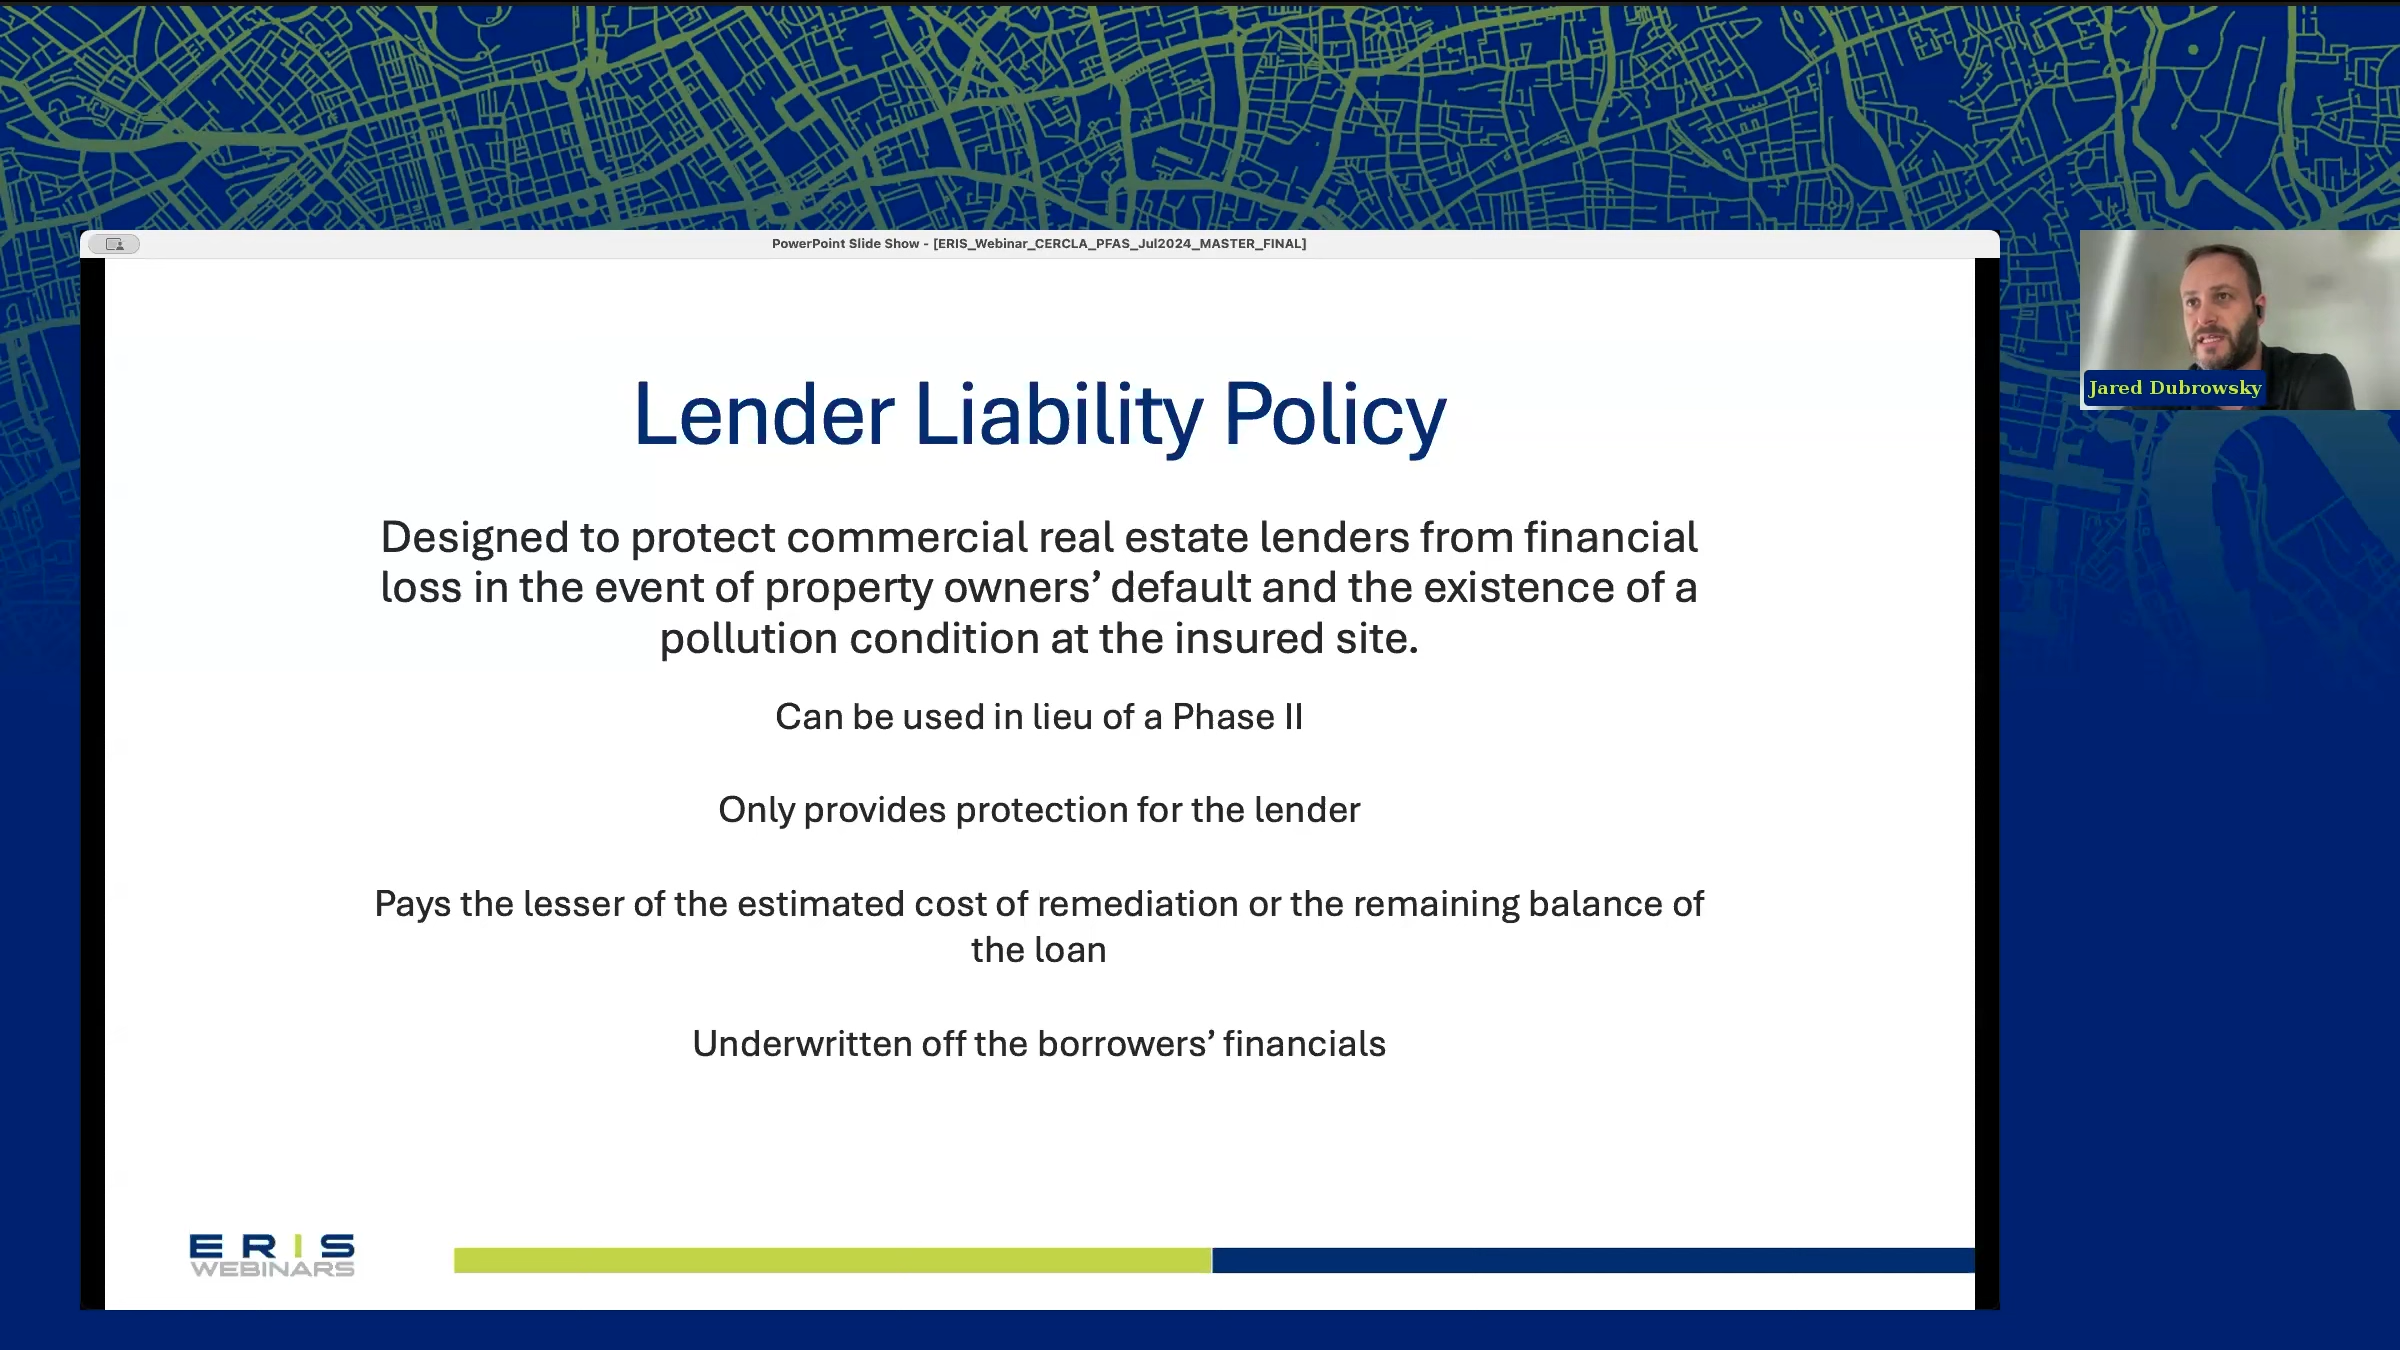 PowerPoint Slide Show - [ERIS_Webinar_CERCLA_PFAS_Jul2024_MASTER_FINAL]
Jared Dubrowsky
Lender Liability Policy
Designed to protect commercial real estate lenders from financial
loss in the event of property owners’ default and the existence of a
pollution condition at the insured site.
Can be used in lieu of a Phase II
Only provides protection for the lender
Pays the lesser of the estimated cost of remediation or the remaining balance of
the loan
Underwritten off the borrowers’ financials
ERIS
WEBINARS